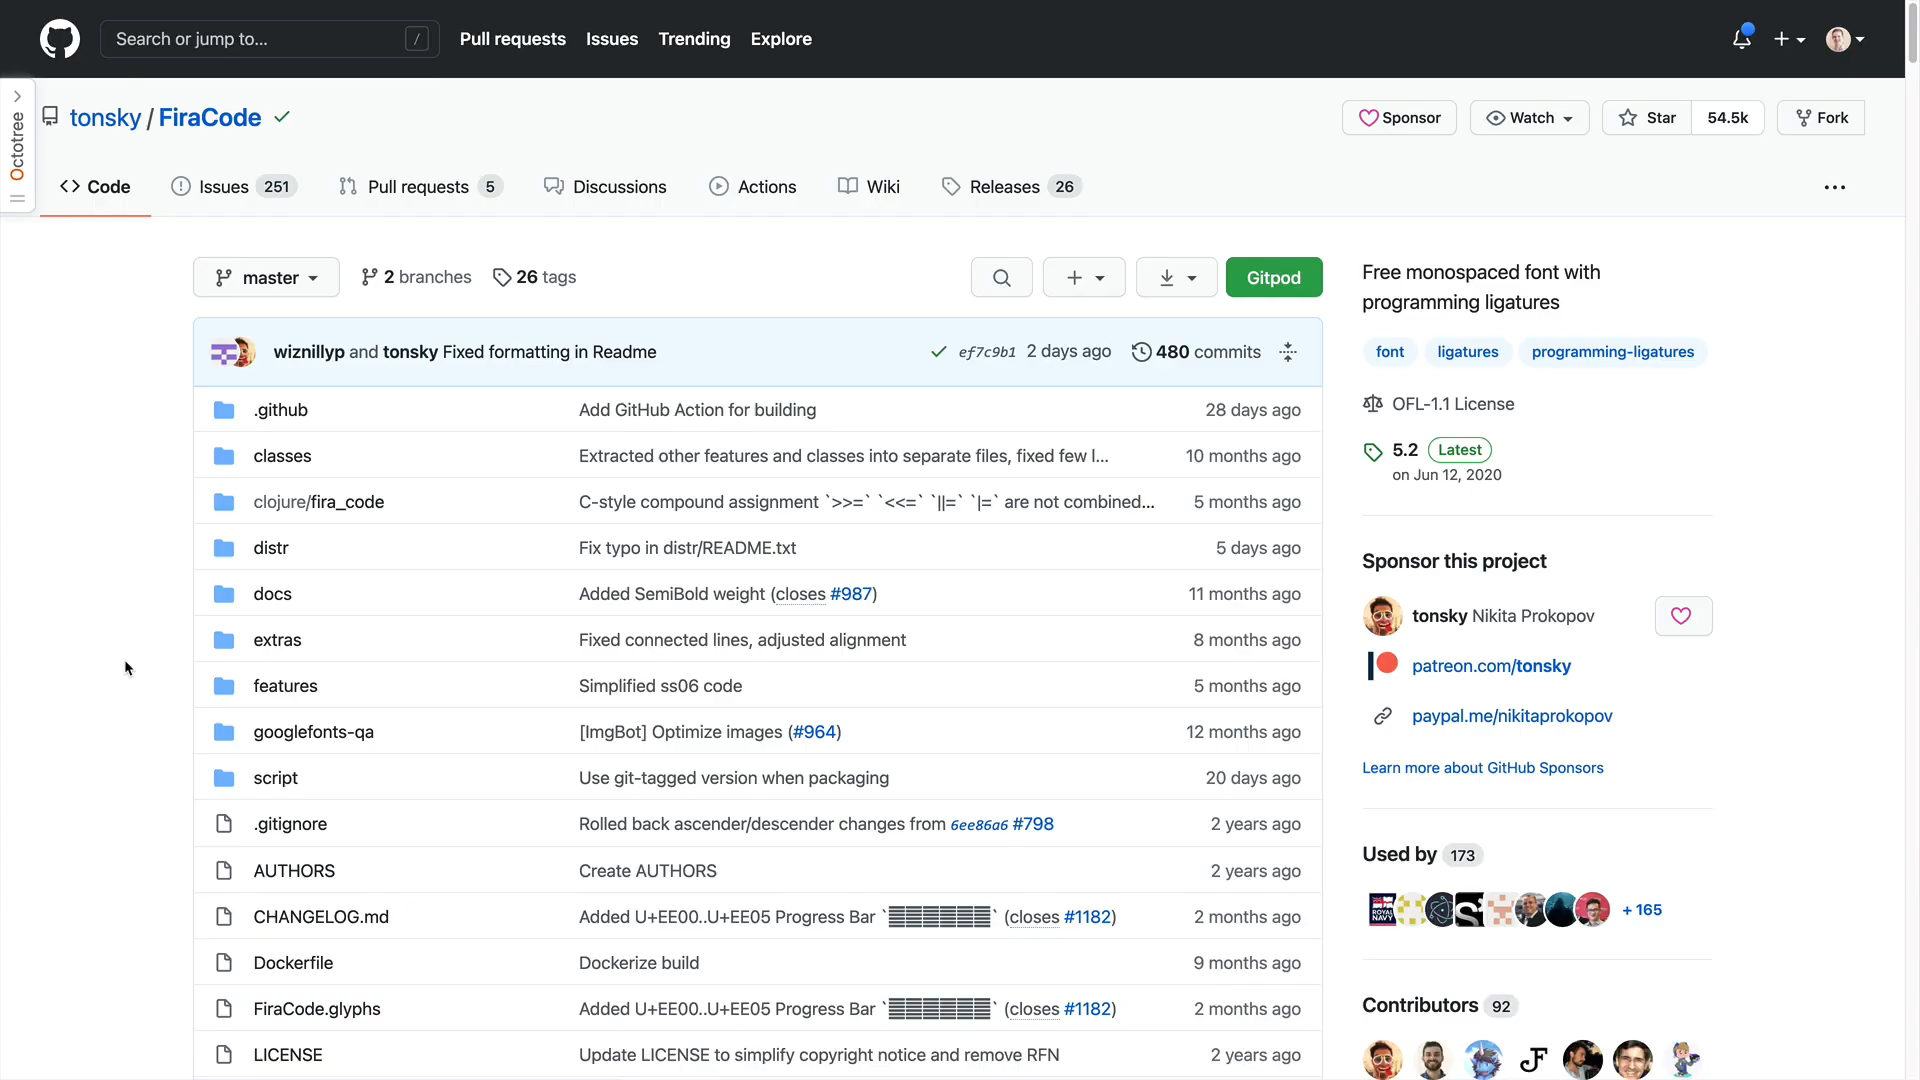 Search or jump to...
/
Pull requests
Issues
Trending
Explore
Octotree
tonsky / FiraCode
Sponsor
Watch
Star
54.5k
Fork
Code
Issues 251
Pull requests 5
Discussions
Actions
Wiki
Releases 26
master
2 branches
26 tags
Gitpod
wiznillyp and tonsky Fixed formatting in Readme
ef7c9b1 2 days ago
480 commits
.github Add GitHub Action for building 28 days ago
classes Extracted other features and classes into separate files, fixed few l... 10 months ago
clojure/fira_code C-style compound assignment `>>=` `<<=` `||=` `|=` are not combined... 5 months ago
distr Fix typo in distr/README.txt 5 days ago
docs Added SemiBold weight (closes #987) 11 months ago
extras Fixed connected lines, adjusted alignment 8 months ago
features Simplified ss06 code 5 months ago
googlefonts-qa [ImgBot] Optimize images (#964) 12 months ago
script Use git-tagged version when packaging 20 days ago
.gitignore Rolled back ascender/descender changes from 6ee86a6 #798 2 years ago
AUTHORS Create AUTHORS 2 years ago
CHANGELOG.md Added U+EE00..U+EE05 Progress Bar `` (closes #1182) 2 months ago
Dockerfile Dockerize build 9 months ago
FiraCode.glyphs Added U+EE00..U+EE05 Progress Bar `` (closes #1182) 2 months ago
LICENSE Update LICENSE to simplify copyright notice and remove RFN 2 years ago
Free monospaced font with
programming ligatures
font ligatures programming-ligatures
OFL-1.1 License
5.2 Latest
on Jun 12, 2020
Sponsor this project
tonsky Nikita Prokopov
patreon.com/tonsky
paypal.me/nikitaprokopov
Learn more about GitHub Sponsors
Used by 173
ROYAL
NAVY
+ 165
Contributors 92